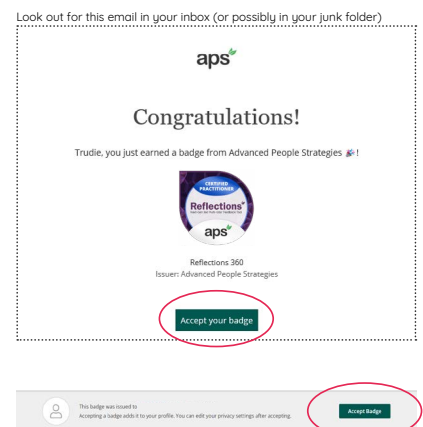 Look out for this email in your inbox (or possibly in your junk folder)
aps
Congratulations!
Trudie, you just earned a badge from Advanced People Strategies 🎉!
CERTIFIED
PRACTITIONER
Reflections
aps
Reflections 360
Issuer: Advanced People Strategies
Accept your badge
This badge was issued to
Accepting a badge adds it to your profile. You can edit your privacy settings after accepting.
Accept Badge